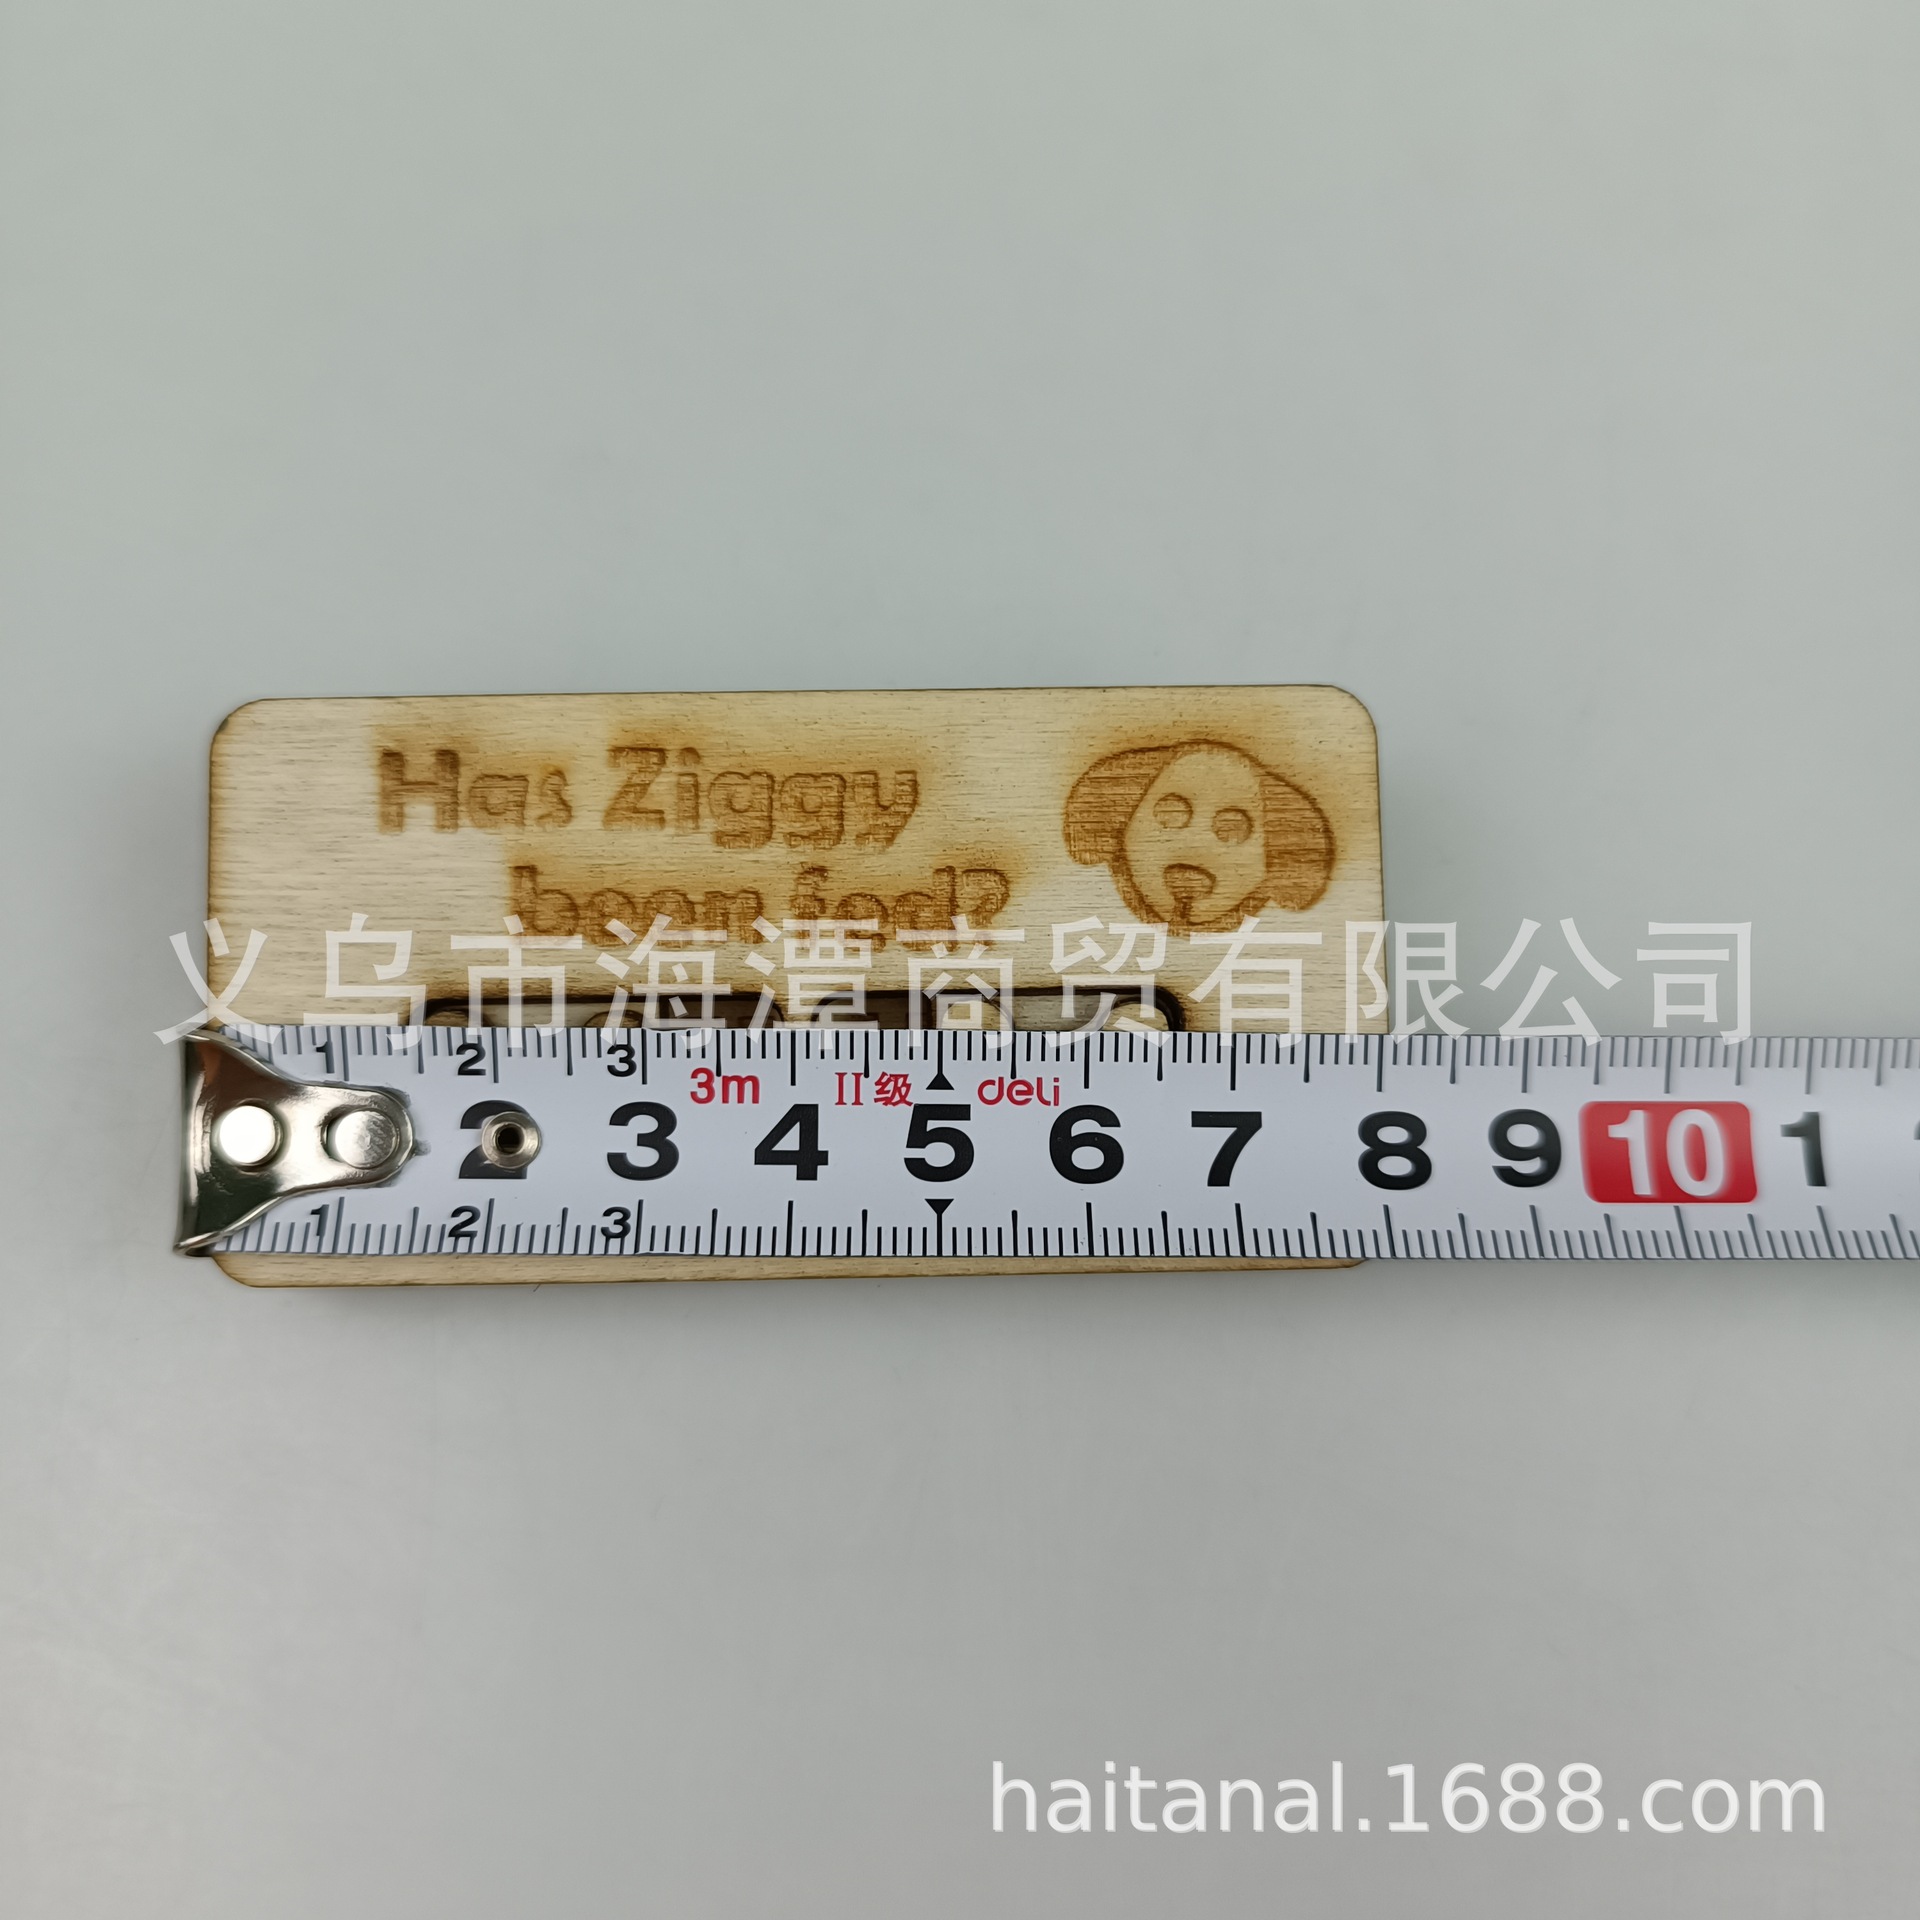 Has Ziggy
been fed?
义乌市海潭商贸有限公司
1 2 3
3m II级 deli
2 3 4 5 6 7 8 9 10 1
1 2 3
haitanal.1688.com